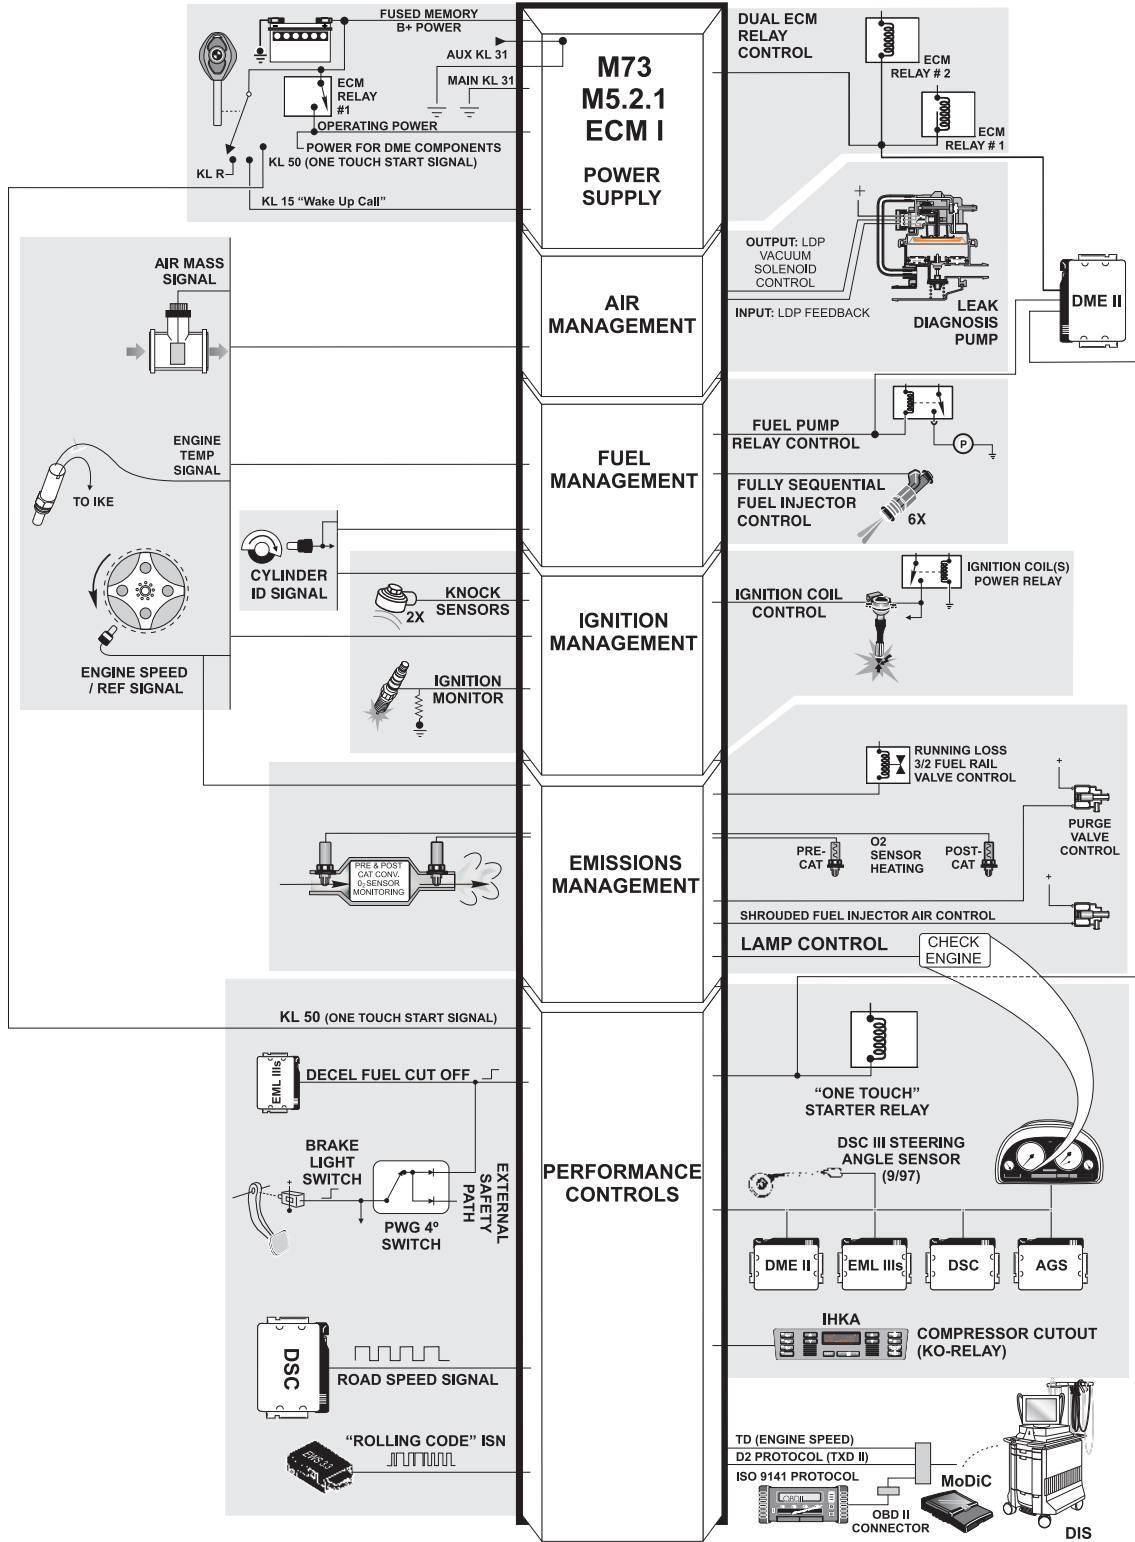 FUSED MEMORY
B+ POWER
AUX KL 31
MAIN KL 31
ECM
RELAY
#1
OPERATING POWER
POWER FOR DME COMPONENTS
KL 50 (ONE TOUCH START SIGNAL)
KL R
KL 15 “Wake Up Call”
M73
M5.2.1
ECM I
POWER
SUPPLY
DUAL ECM
RELAY
CONTROL
ECM
RELAY # 2
ECM
RELAY # 1
AIR MASS
SIGNAL
AIR
MANAGEMENT
OUTPUT: LDP
VACUUM
SOLENOID
CONTROL
INPUT: LDP FEEDBACK
LEAK
DIAGNOSIS
PUMP
DME II
ENGINE
TEMP
SIGNAL
TO IKE
FUEL
MANAGEMENT
FUEL PUMP
RELAY CONTROL
P
FULLY SEQUENTIAL
FUEL INJECTOR
CONTROL
6X
CYLINDER
ID SIGNAL
KNOCK
SENSORS
2X
ENGINE SPEED
/ REF SIGNAL
IGNITION
MONITOR
IGNITION
MANAGEMENT
IGNITION COIL
CONTROL
IGNITION COIL(S)
POWER RELAY
RUNNING LOSS
3/2 FUEL RAIL
VALVE CONTROL
PURGE
VALVE
CONTROL
PRE & POST
CAT CONV.
02 SENSOR
MONITORING
EMISSIONS
MANAGEMENT
PRE-
CAT
O2
SENSOR
HEATING
POST-
CAT
SHROUDED FUEL INJECTOR AIR CONTROL
LAMP CONTROL
CHECK
ENGINE
KL 50 (ONE TOUCH START SIGNAL)
EML IIIs
DECEL FUEL CUT OFF
BRAKE
LIGHT
SWITCH
PWG 4º
SWITCH
EXTERNAL
SAFETY
PATH
PERFORMANCE
CONTROLS
“ONE TOUCH”
STARTER RELAY
DSC III STEERING
ANGLE SENSOR
(9/97)
DME II
EML IIIs
DSC
AGS
IHKA
COMPRESSOR CUTOUT
(KO-RELAY)
DSC
ROAD SPEED SIGNAL
“ROLLING CODE” ISN
EWS 3.3
TD (ENGINE SPEED)
D2 PROTOCOL (TXD II)
ISO 9141 PROTOCOL
OBD II
OBD II
CONNECTOR
MoDiC
DIS